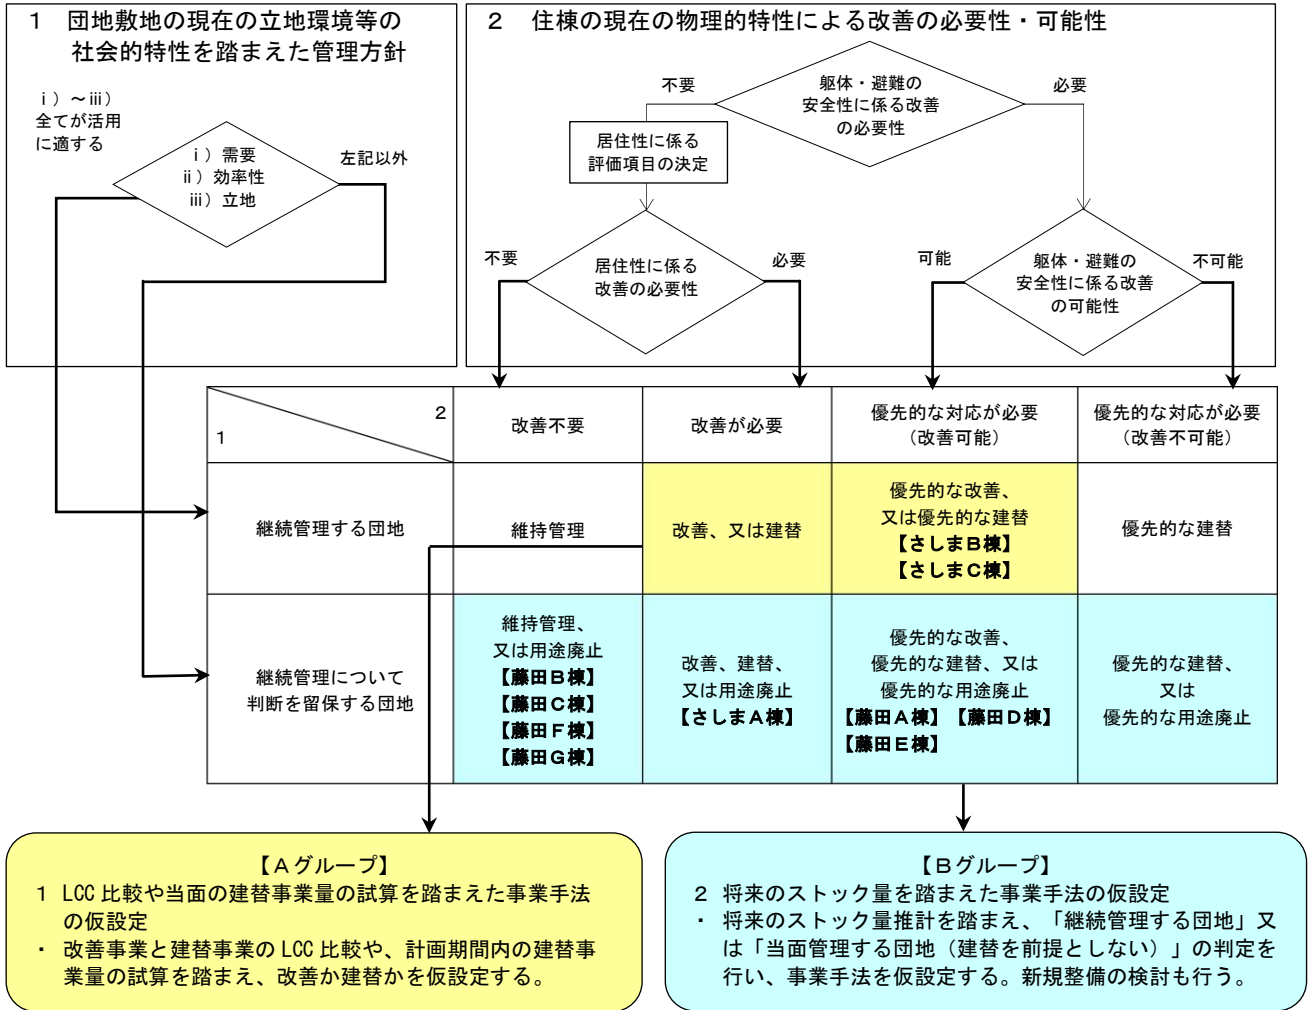 １　団地敷地の現在の立地環境等の
社会的特性を踏まえた管理方針
ⅰ）～ⅲ）
全てが活用
に適する
ⅰ）需要
ⅱ）効率性
ⅲ）立地
左記以外
２　住棟の現在の物理的特性による改善の必要性・可能性
不要
躯体・避難の
安全性に係る改善
の必要性
必要
居住性に係る
評価項目の決定
不要
居住性に係る
改善の必要性
必要
可能
躯体・避難の
安全性に係る改善
の可能性
不可能
２
１
改善不要
改善が必要
優先的な対応が必要
（改善可能）
優先的な対応が必要
（改善不可能）
継続管理する団地
維持管理
改善、又は建替
優先的な改善、
又は優先的な建替
【さしまＢ棟】
【さしまＣ棟】
優先的な建替
継続管理について
判断を留保する団地
維持管理、
又は用途廃止
【藤田Ｂ棟】
【藤田Ｃ棟】
【藤田Ｆ棟】
【藤田Ｇ棟】
改善、建替、
又は用途廃止
【さしまＡ棟】
優先的な改善、
優先的な建替、又は
優先的な用途廃止
【藤田Ａ棟】【藤田Ｄ棟】
【藤田Ｅ棟】
優先的な建替、
又は
優先的な用途廃止
【Ａグループ】
１ LCC 比較や当面の建替事業量の試算を踏まえた事業手法
の仮設定
・ 改善事業と建替事業の LCC 比較や、計画期間内の建替事
業量の試算を踏まえ、改善か建替かを仮設定する。
【Ｂグループ】
２ 将来のストック量を踏まえた事業手法の仮設定
・ 将来のストック量推計を踏まえ、「継続管理する団地」又
は「当面管理する団地（建替を前提としない）」の判定を
行い、事業手法を仮設定する。新規整備の検討も行う。